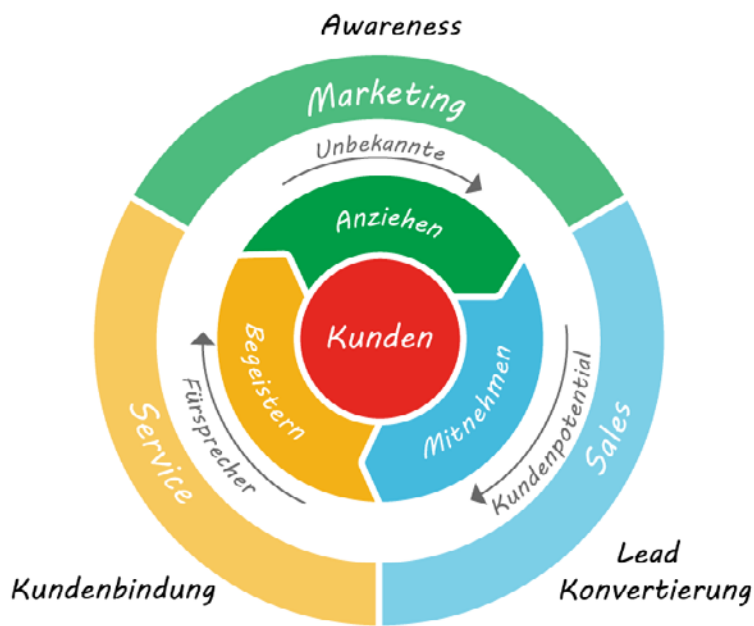 Awareness
Marketing
Unbekannte
Anziehen
Kunden
Begeistern
Mitnehmen
Fürsprecher
Kundenpotential
Service
Sales
Kundenbindung
Lead
Konvertierung